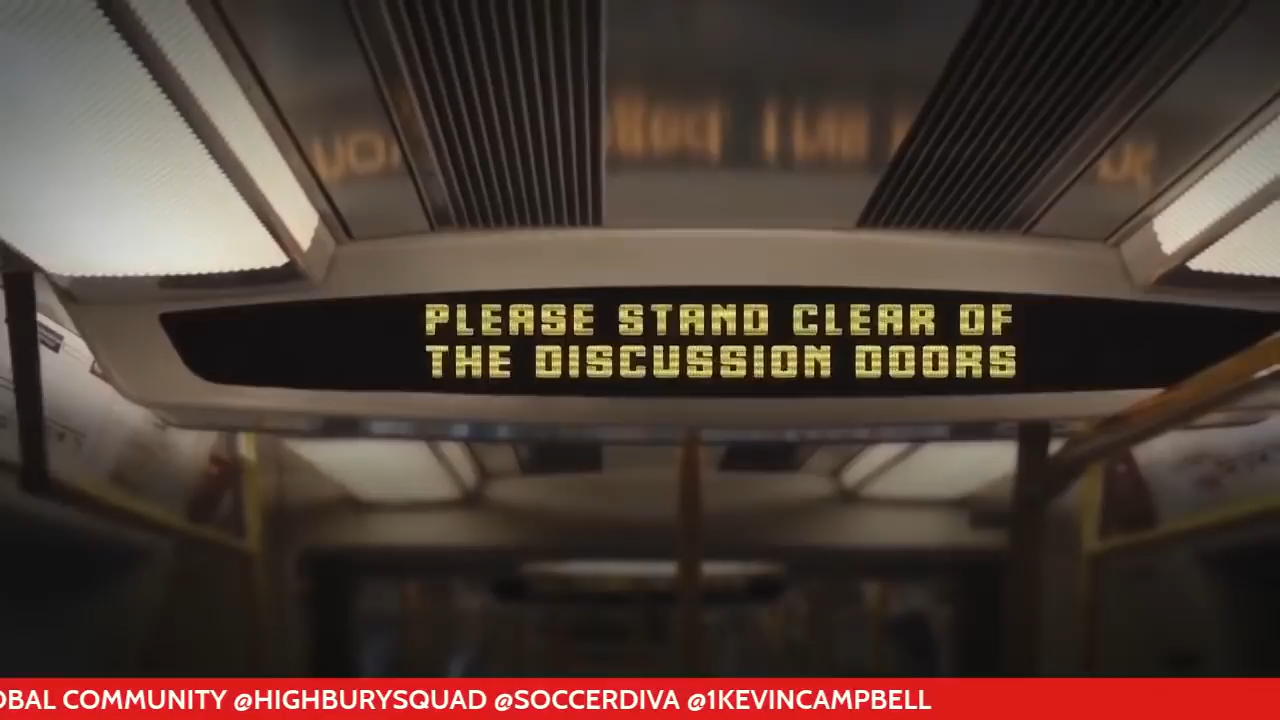 PLEASE STAND CLEAR OF
THE DISCUSSION DOORS
OBAL COMMUNITY @HIGHBURYSQUAD @SOCCERDIVA @1KEVINCAMPBELL